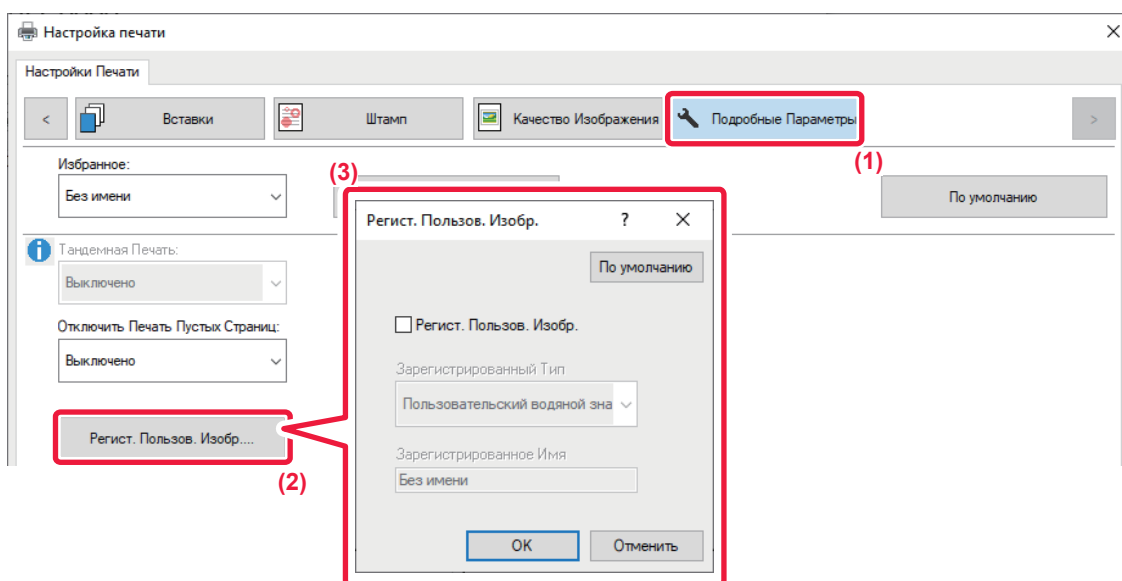 Настройка печати
Настройки Печати
<
Вставки
Штамп
Качество Изображения
Подробные Параметры
>
(1)
Избранное:
Без имени
(3)
По умолчанию
Регист. Пользов. Изобр.
?
По умолчанию
Тандемная Печать:
Выключено
Регист. Пользов. Изобр.
Отключить Печать Пустых Страниц:
Выключено
Зарегистрированный Тип
Пользовательский водяной зна
Регист. Пользов. Изобр....
(2)
Зарегистрированное Имя
Без имени
OK
Отменить